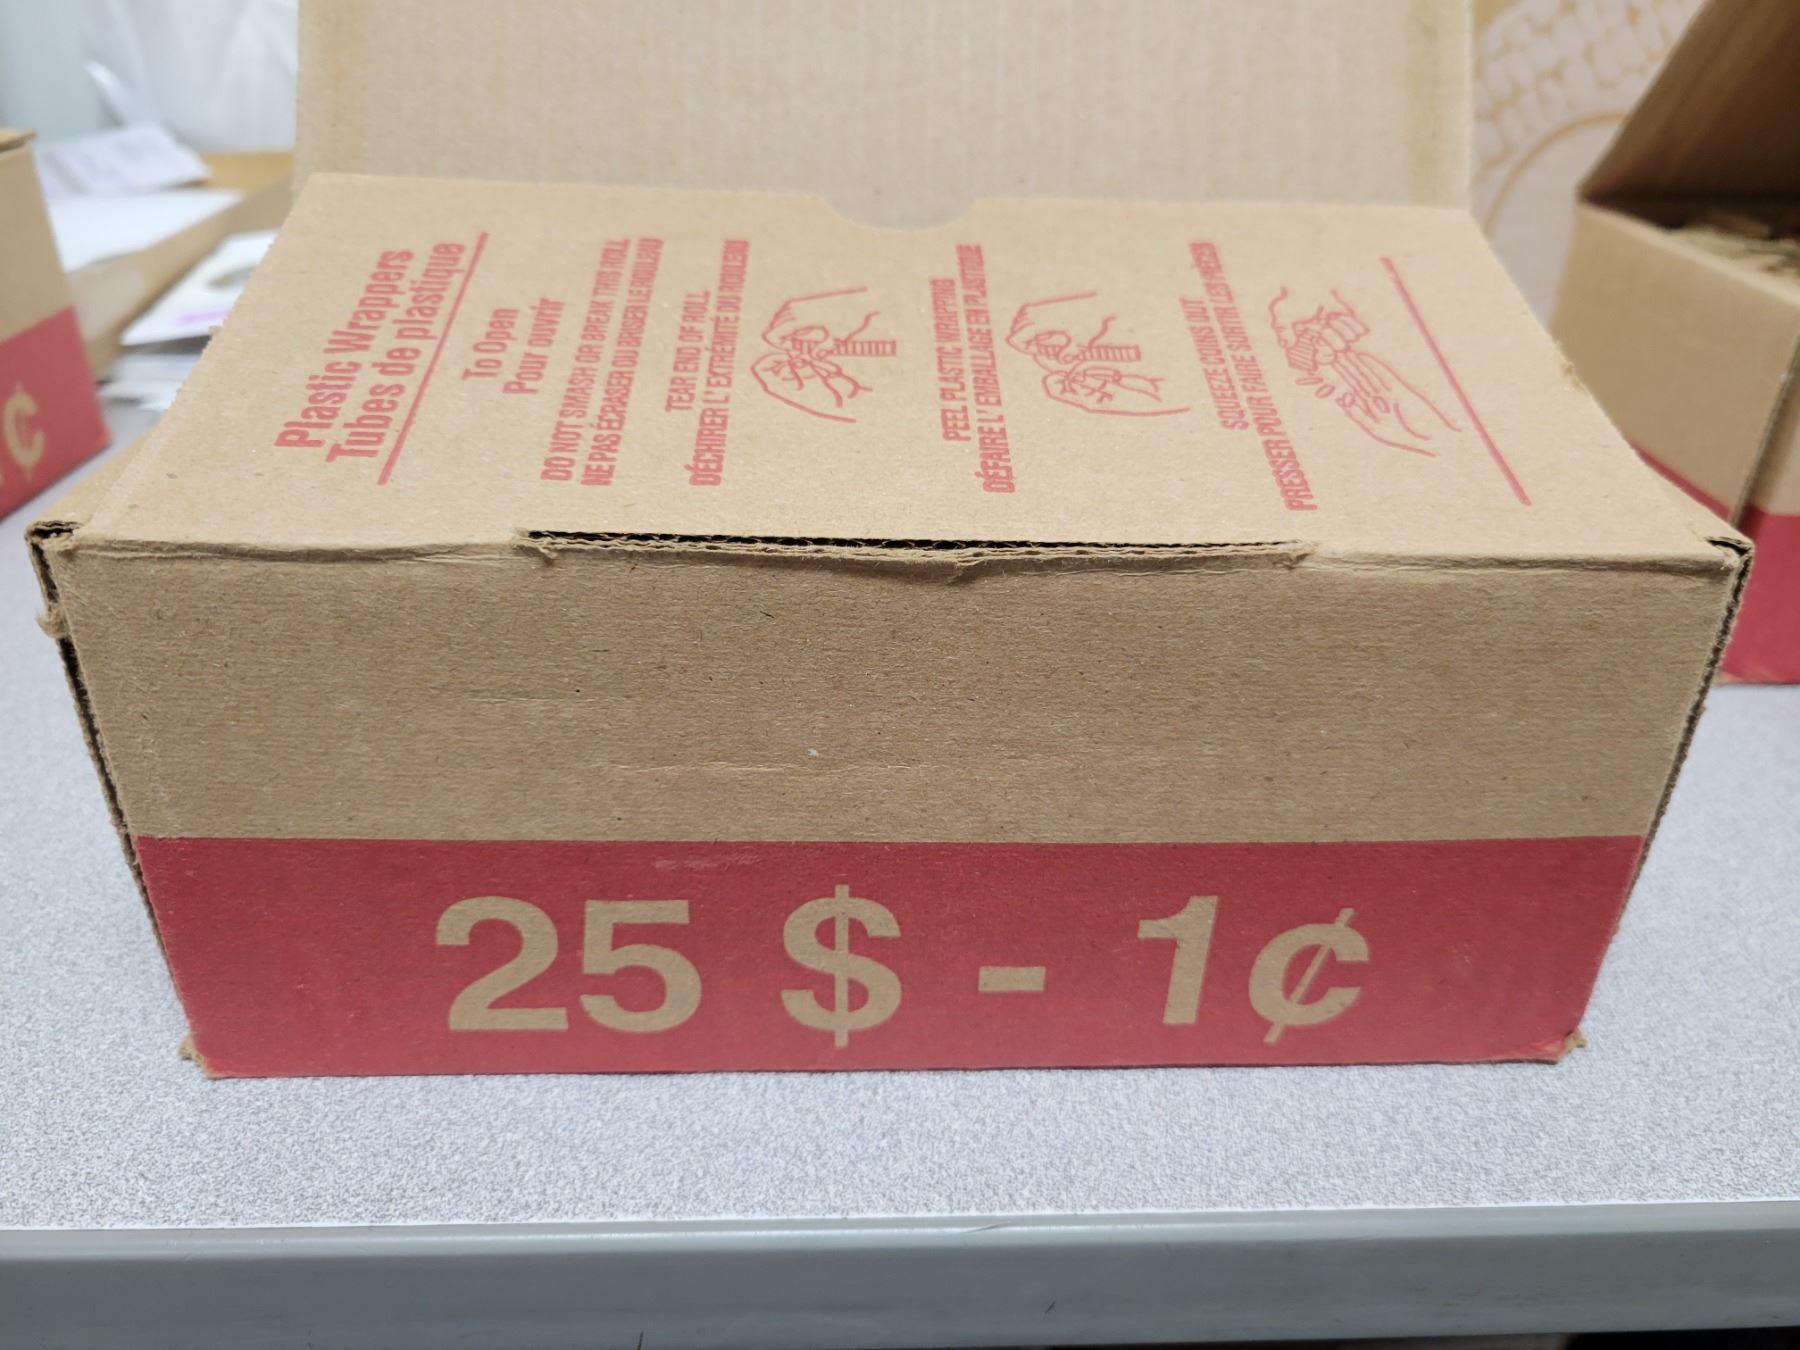 Plastic Wrappers
Tubes de plastique
To Open
Pour ouvrir
DO NOT SMASH OR BREAK THIS ROLL
NE PAS ÉCRASER OU BRISER LE ROULEAU
TEAR END OF ROLL
DÉCHIRER L'EXTRÉMITÉ DU ROULEAU
PEEL PLASTIC WRAPPING
DÉFAIRE L'EMBALLAGE EN PLASTIQUE
SQUEEZE COINS OUT
PRESSER POUR FAIRE SORTIR LES PIÈCES
25 $ - 1¢
¢